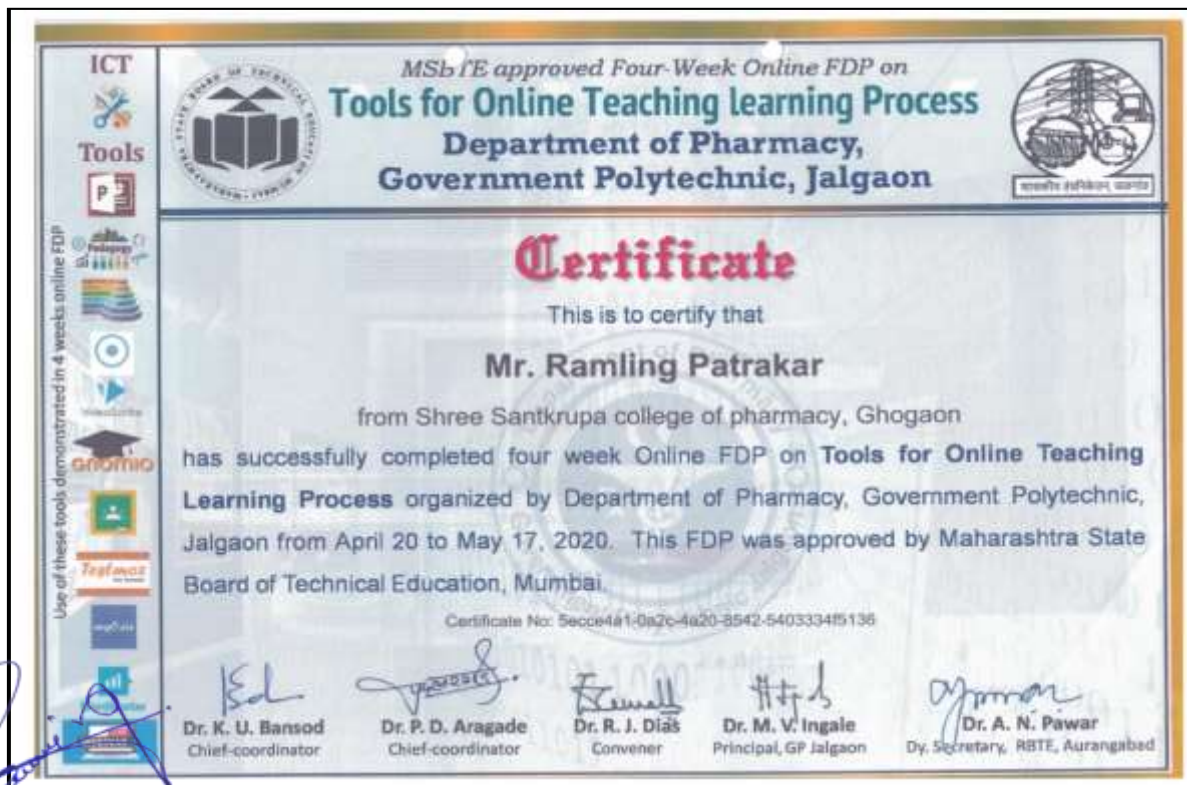 ICT
Tools
Use of these tools demonstrated in 4 weeks online FDP
P
Pedagogy
GNOMIO
Testmoz
MSBTE approved Four-Week Online FDP on
Tools for Online Teaching learning Process
Department of Pharmacy,
Government Polytechnic, Jalgaon
Certificate
This is to certify that
Mr. Ramling Patrakar
from Shree Santkrupa college of pharmacy, Ghogaon
has successfully completed four week Online FDP on Tools for Online Teaching
Learning Process organized by Department of Pharmacy, Government Polytechnic,
Jalgaon from April 20 to May 17, 2020. This FDP was approved by Maharashtra State
Board of Technical Education, Mumbai.
Certificate No: 5ecce4a1-0a2c-4a20-8542-5403334f5136
Dr. K. U. Bansod
Chief-coordinator
Dr. P. D. Aragade
Chief-coordinator
Dr. R. J. Dias
Convener
Dr. M. V. Ingale
Principal, GP Jalgaon
Dr. A. N. Pawar
Dy. Secretary, RBTE, Aurangabad